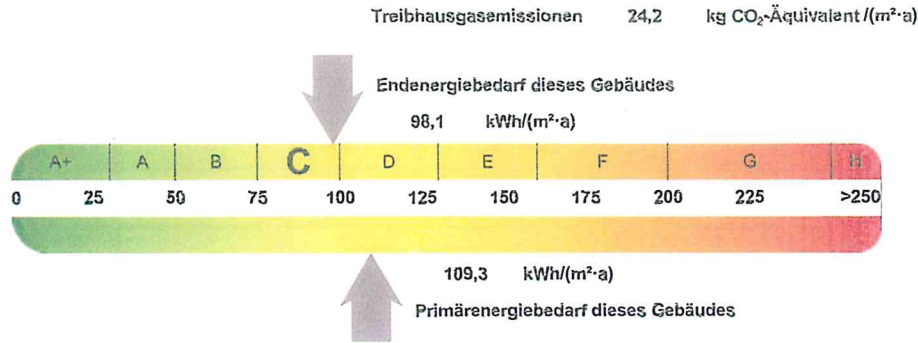 Treibhausgasemissionen 24,2 kg CO₂-Äquivalent /(m²·a)
Endenergiebedarf dieses Gebäudes
98,1 kWh/(m²·a)
A+ A B C D E F G H
0 25 50 75 100 125 150 175 200 225 >250
109,3 kWh/(m²·a)
Primärenergiebedarf dieses Gebäudes